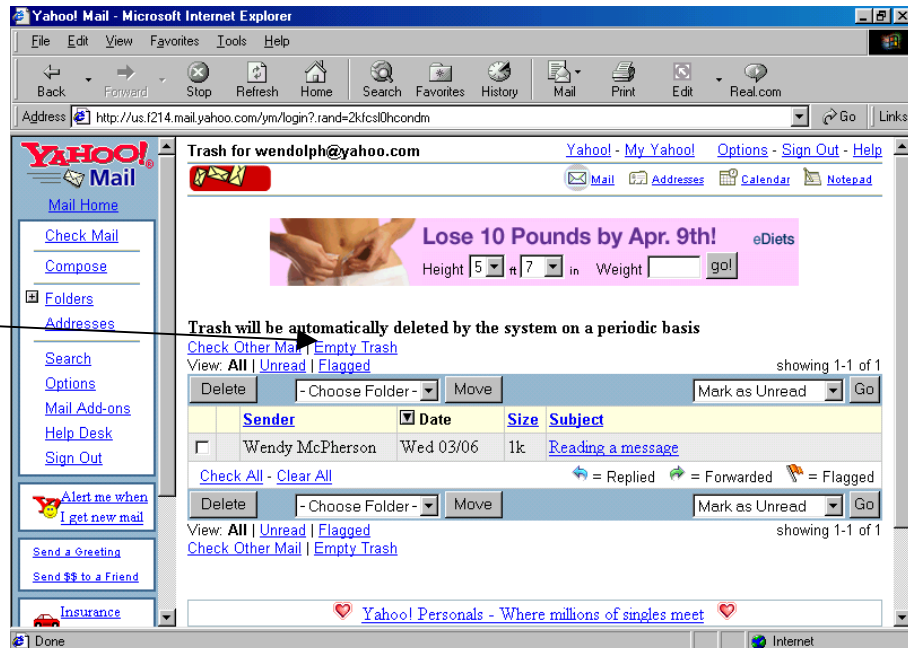 Yahoo! Mail - Microsoft Internet Explorer
File Edit View Favorites Tools Help
Back Forward Stop Refresh Home Search Favorites History Mail Print Edit Real.com
Address http://us.f214.mail.yahoo.com/ym/login?.rand=2kfcsl0hcondm Go Links
YAHOO! Mail
Mail Home
Check Mail
Compose
Folders
Addresses
Search
Options
Mail Add-ons
Help Desk
Sign Out
Alert me when
I get new mail
Send a Greeting
Send $$ to a Friend
Insurance
Trash for wendolph@yahoo.com Yahoo! - My Yahoo! Options - Sign Out - Help
Mail Addresses Calendar Notepad
Lose 10 Pounds by Apr. 9th! eDiets
Height 5 ft 7 in Weight go!
Trash will be automatically deleted by the system on a periodic basis
Check Other Mail | Empty Trash
View: All | Unread | Flagged showing 1-1 of 1
Delete - Choose Folder - Move Mark as Unread Go
Sender Date Size Subject
Wendy McPherson Wed 03/06 1k Reading a message
Check All - Clear All = Replied = Forwarded = Flagged
Delete - Choose Folder - Move Mark as Unread Go
View: All | Unread | Flagged showing 1-1 of 1
Check Other Mail | Empty Trash
Yahoo! Personals - Where millions of singles meet
Done Internet